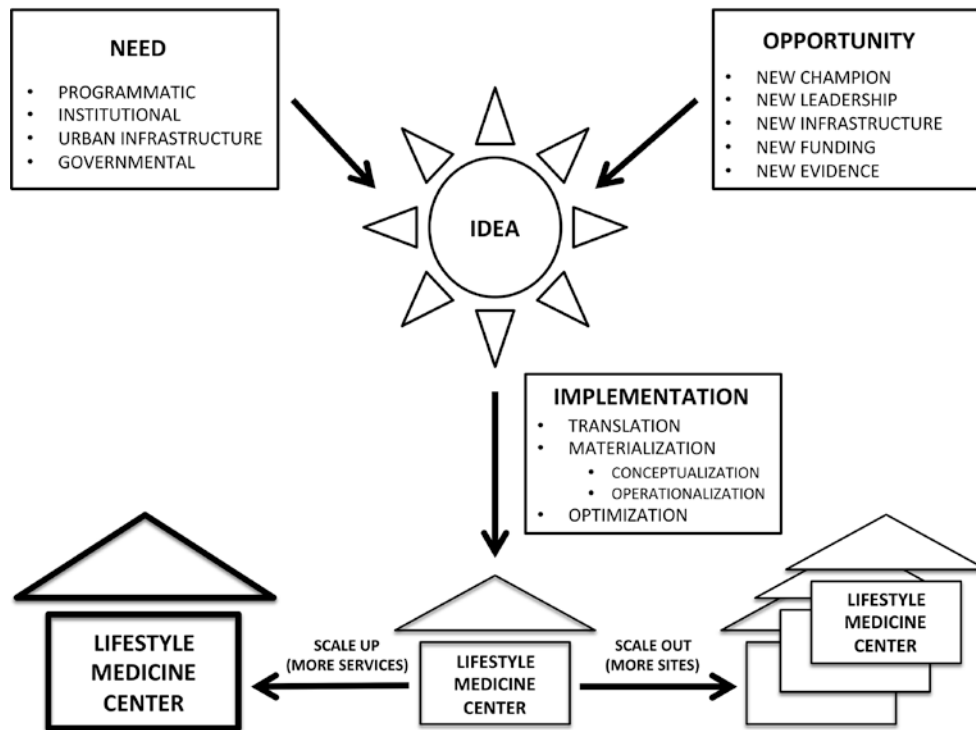 NEED
• PROGRAMMATIC
• INSTITUTIONAL
• URBAN INFRASTRUCTURE
• GOVERNMENTAL
OPPORTUNITY
• NEW CHAMPION
• NEW LEADERSHIP
• NEW INFRASTRUCTURE
• NEW FUNDING
• NEW EVIDENCE
IDEA
IMPLEMENTATION
• TRANSLATION
• MATERIALIZATION
• CONCEPTUALIZATION
• OPERATIONALIZATION
• OPTIMIZATION
LIFESTYLE
MEDICINE
CENTER
SCALE UP
(MORE SERVICES)
LIFESTYLE
MEDICINE
CENTER
SCALE OUT
(MORE SITES)
LIFESTYLE
MEDICINE
CENTER